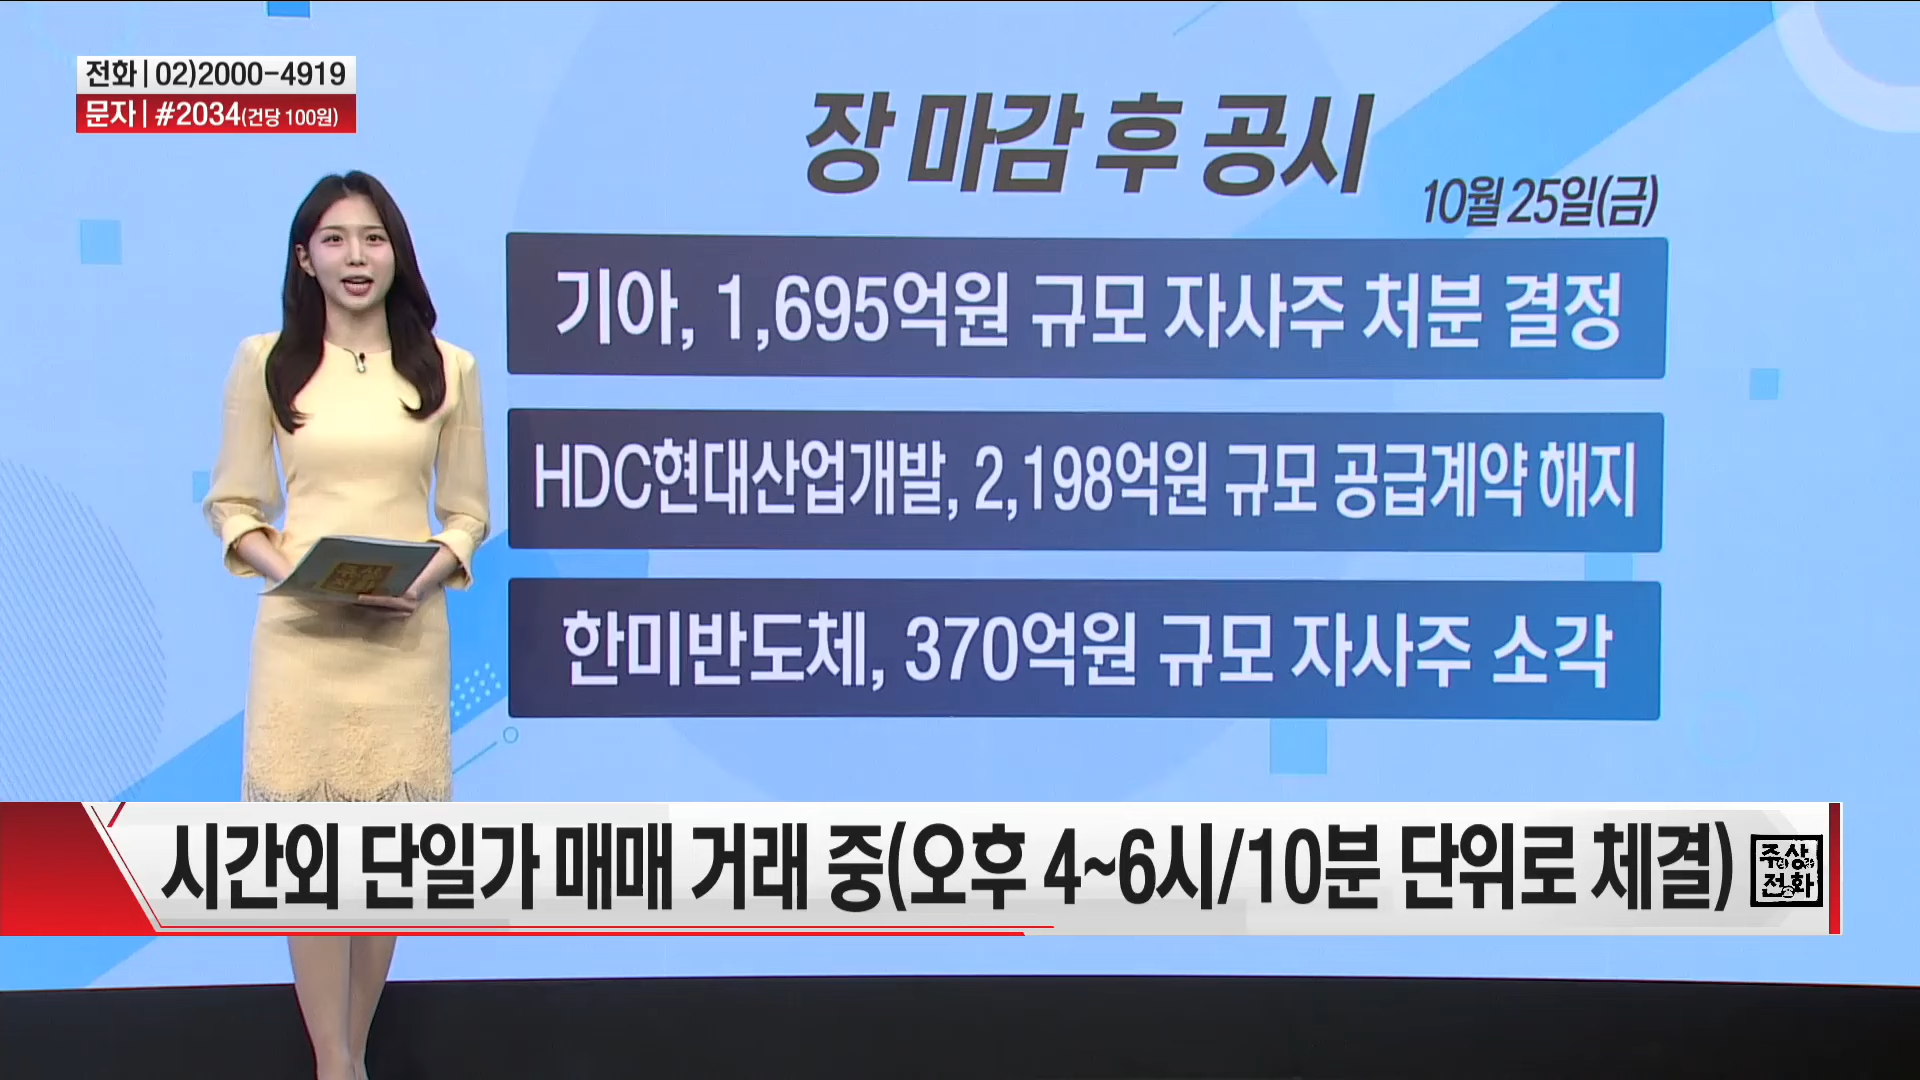 전화 | 02)2000-4919
문자 | #2034(건당 100원)
장 마감 후 공시
10월 25일(금)
기아, 1,695억원 규모 자사주 처분 결정
HDC현대산업개발, 2,198억원 규모 공급계약 해지
한미반도체, 370억원 규모 자사주 소각
시간외 단일가 매매 거래 중(오후 4~6시/10분 단위로 체결)
주상
전화